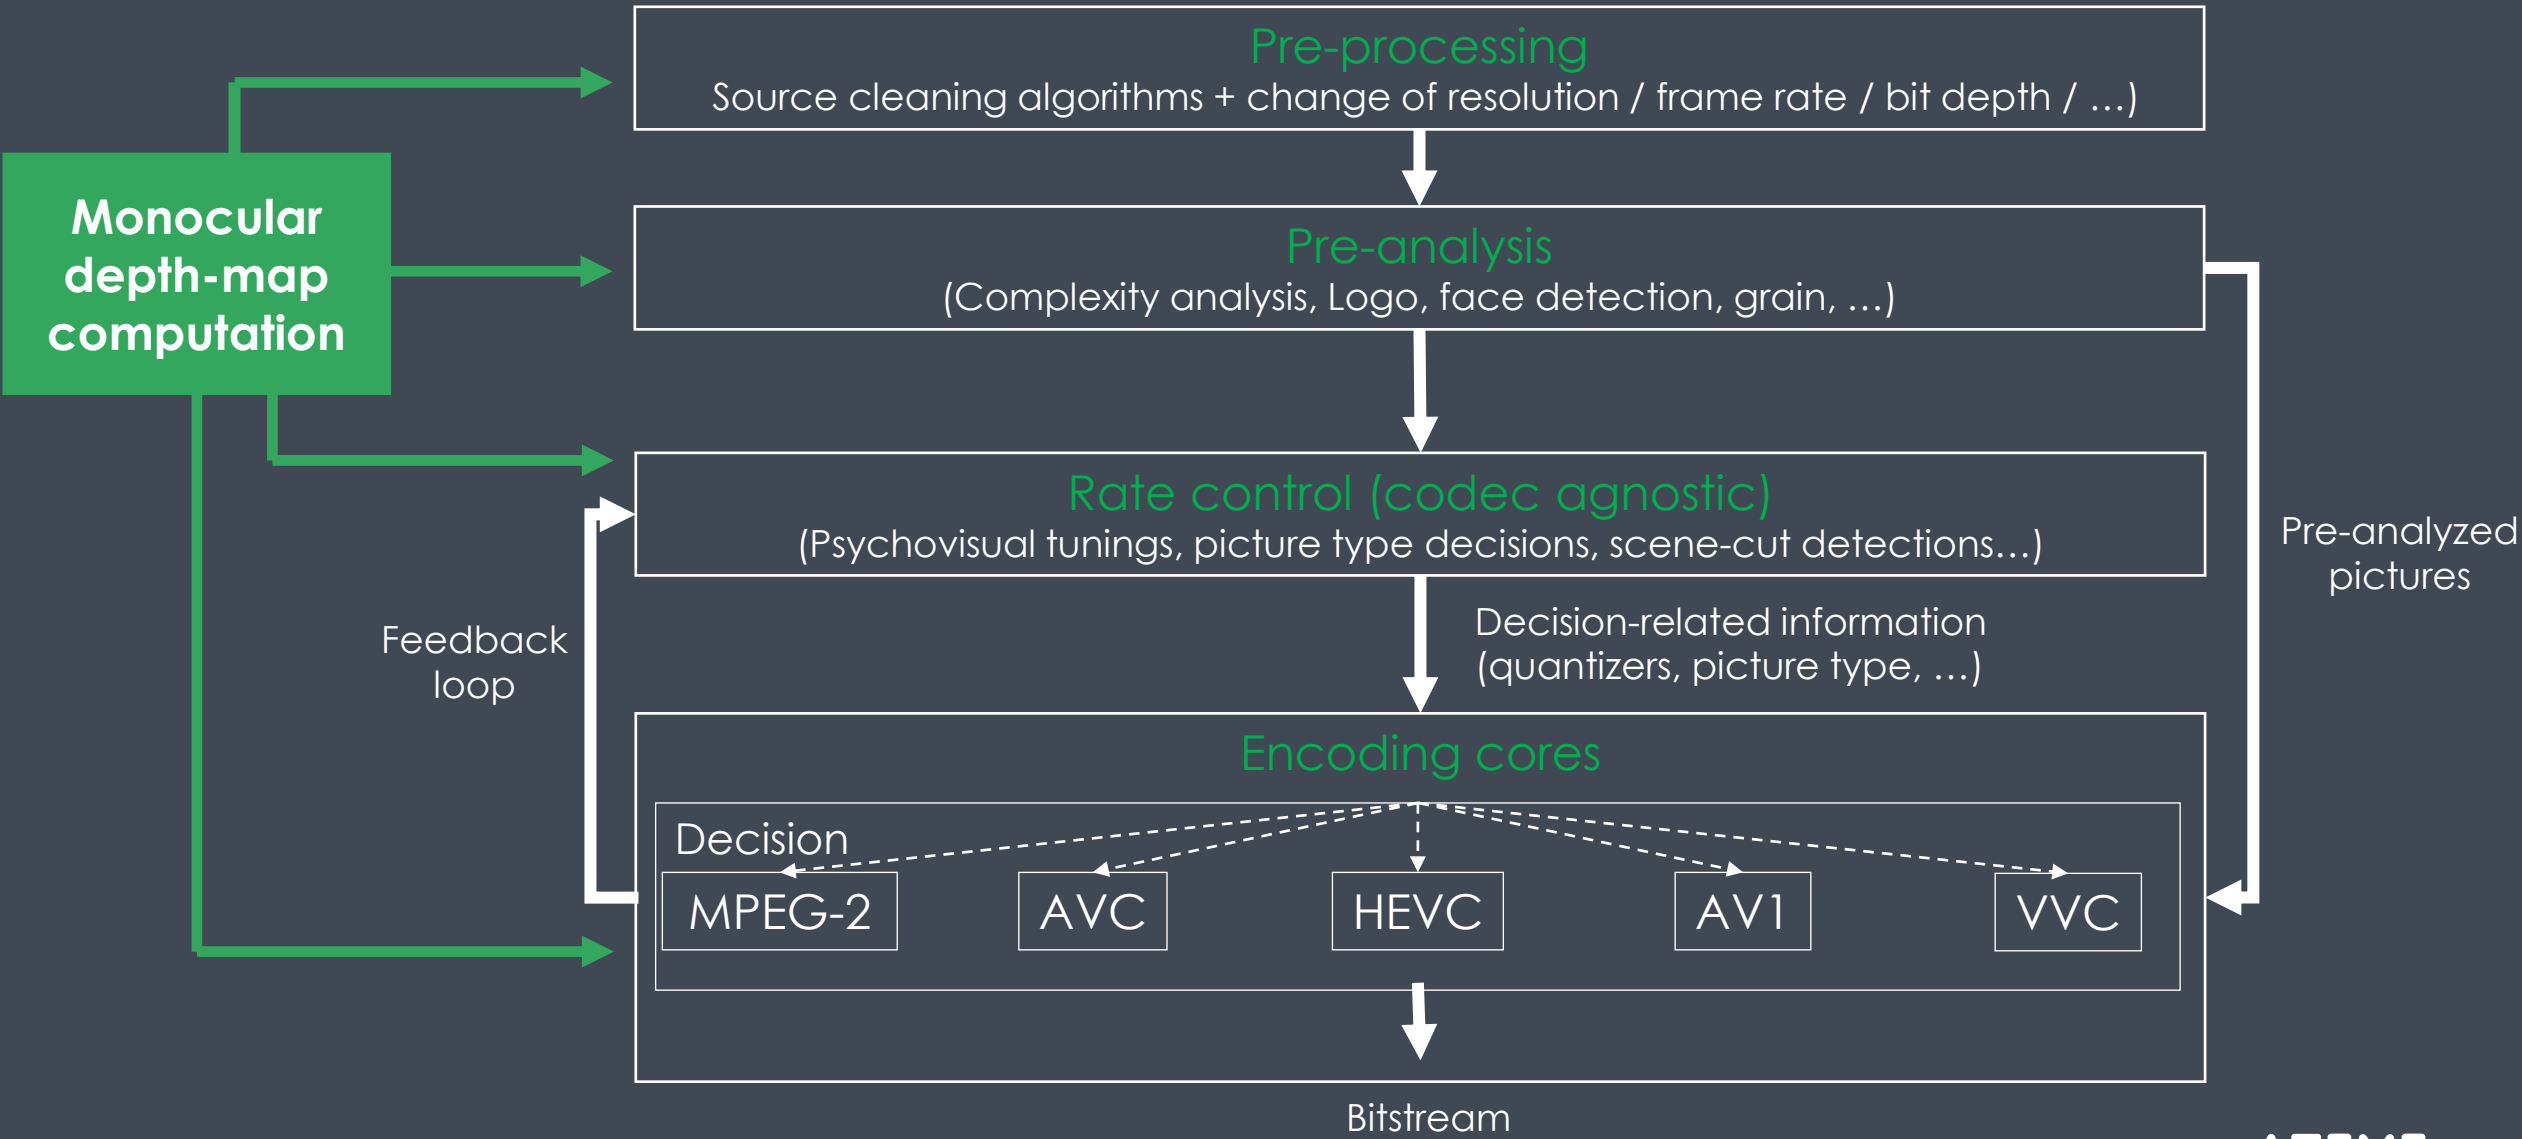 Pre-processing
Source cleaning algorithms + change of resolution / frame rate / bit depth / …)
Monocular
depth-map
computation
Pre-analysis
(Complexity analysis, Logo, face detection, grain, …)
Rate control (codec agnostic)
(Psychovisual tunings, picture type decisions, scene-cut detections…)
Pre-analyzed
pictures
Feedback
loop
Decision-related information
(quantizers, picture type, …)
Encoding cores
Decision
MPEG-2
AVC
HEVC
AV1
VVC
Bitstream